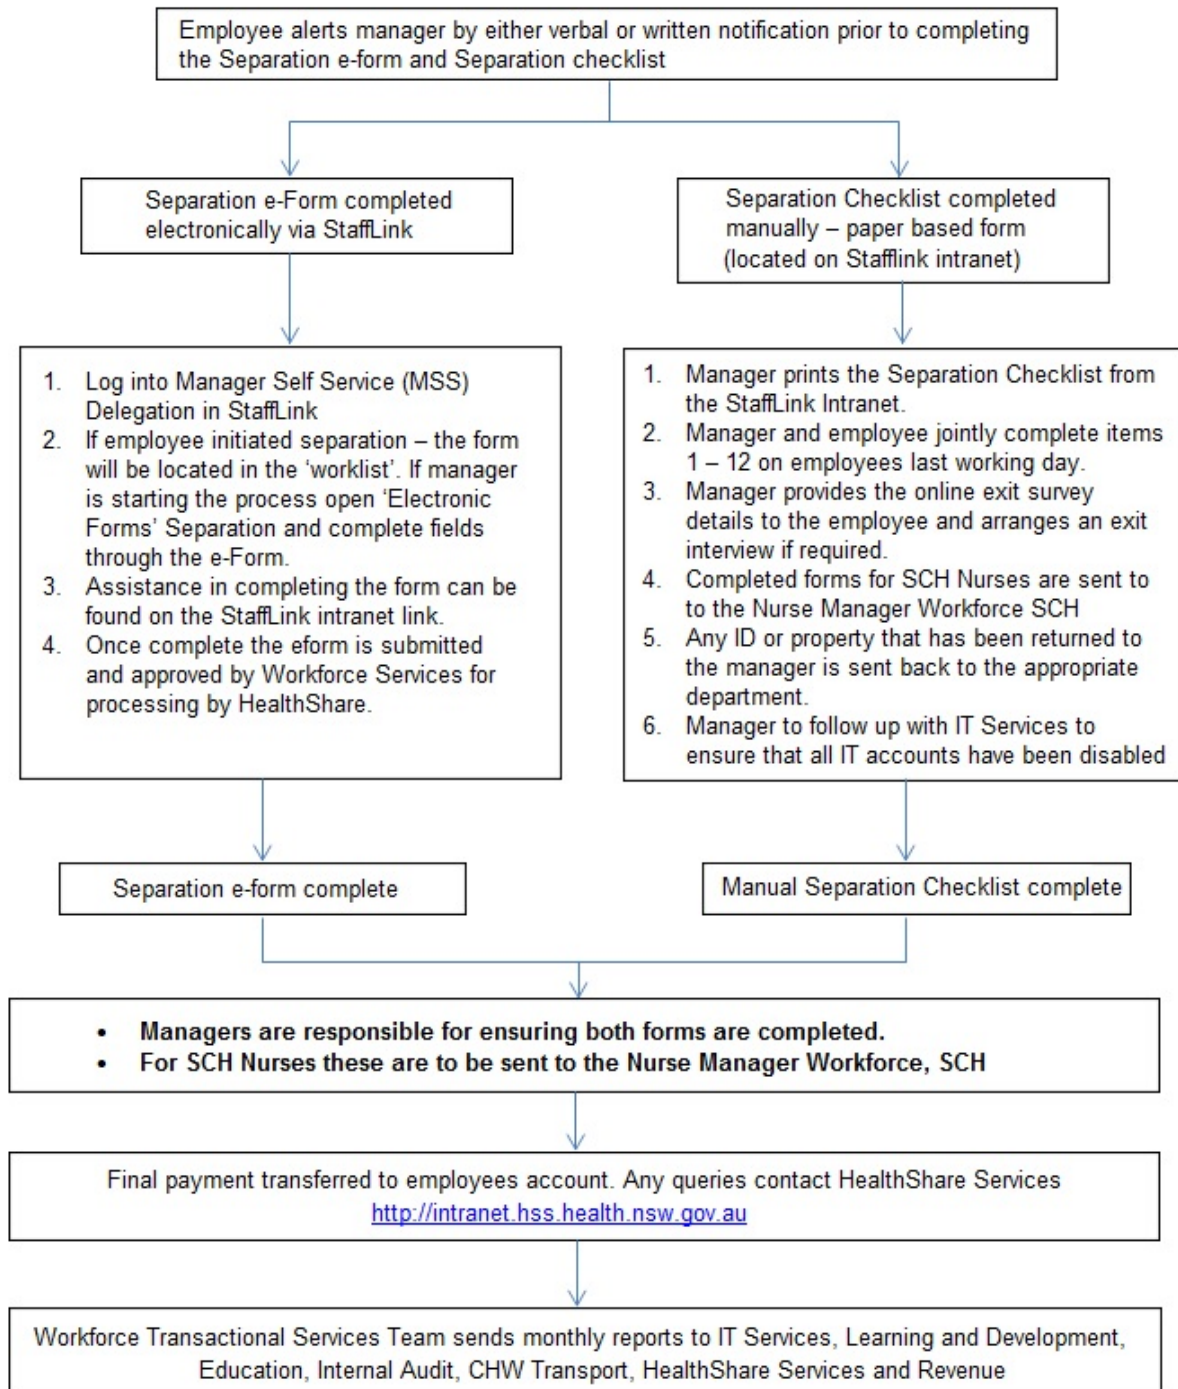 Employee alerts manager by either verbal or written notification prior to completing
the Separation e-form and Separation checklist
Separation e-Form completed
electronically via StaffLink
Separation Checklist completed
manually – paper based form
(located on Stafflink intranet)
1. Log into Manager Self Service (MSS)
Delegation in StaffLink
2. If employee initiated separation – the form
will be located in the ‘worklist’. If manager
is starting the process open ‘Electronic
Forms’ Separation and complete fields
through the e-Form.
3. Assistance in completing the form can be
found on the StaffLink intranet link.
4. Once complete the eform is submitted
and approved by Workforce Services for
processing by HealthShare.
1. Manager prints the Separation Checklist from
the StaffLink Intranet.
2. Manager and employee jointly complete items
1 – 12 on employees last working day.
3. Manager provides the online exit survey
details to the employee and arranges an exit
interview if required.
4. Completed forms for SCH Nurses are sent to
to the Nurse Manager Workforce SCH
5. Any ID or property that has been returned to
the manager is sent back to the appropriate
department.
6. Manager to follow up with IT Services to
ensure that all IT accounts have been disabled
Separation e-form complete
Manual Separation Checklist complete
• Managers are responsible for ensuring both forms are completed.
• For SCH Nurses these are to be sent to the Nurse Manager Workforce, SCH
Final payment transferred to employees account. Any queries contact HealthShare Services
http://intranet.hss.health.nsw.gov.au
Workforce Transactional Services Team sends monthly reports to IT Services, Learning and Development,
Education, Internal Audit, CHW Transport, HealthShare Services and Revenue